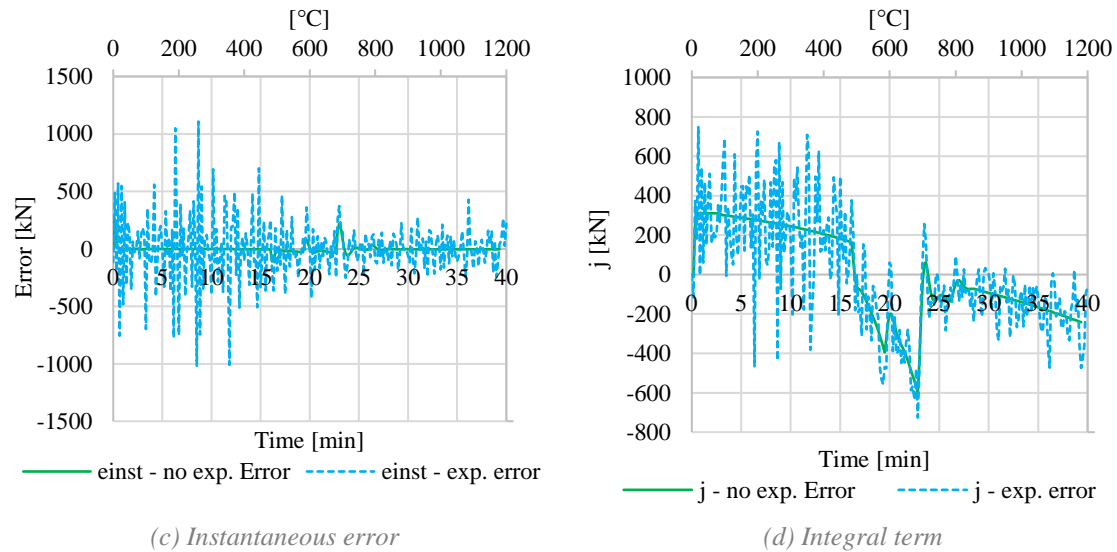 [°C]
0 200 400 600 800 1000 1200
1500
1000
500
0
-500
-1000
-1500
0 5 10 15 20 25 30 35 40
Error [kN]
Time [min]
einst - no exp. Error einst - exp. error
(c) Instantaneous error
[°C]
0 200 400 600 800 1000 1200
1000
800
600
400
200
0
-200
-400
-600
-800
0 5 10 15 20 25 30 35 40
j [kN]
Time [min]
j - no exp. Error j - exp. error
(d) Integral term